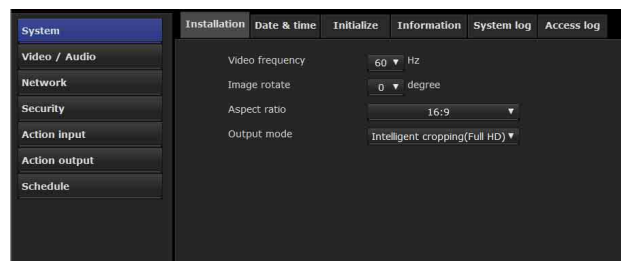 System
Video / Audio
Network
Security
Action input
Action output
Schedule
Installation Date & time Initialize Information System log Access log
Video frequency 60 ▼ Hz
Image rotate 0 ▼ degree
Aspect ratio 16:9 ▼
Output mode Intelligent cropping(Full HD) ▼